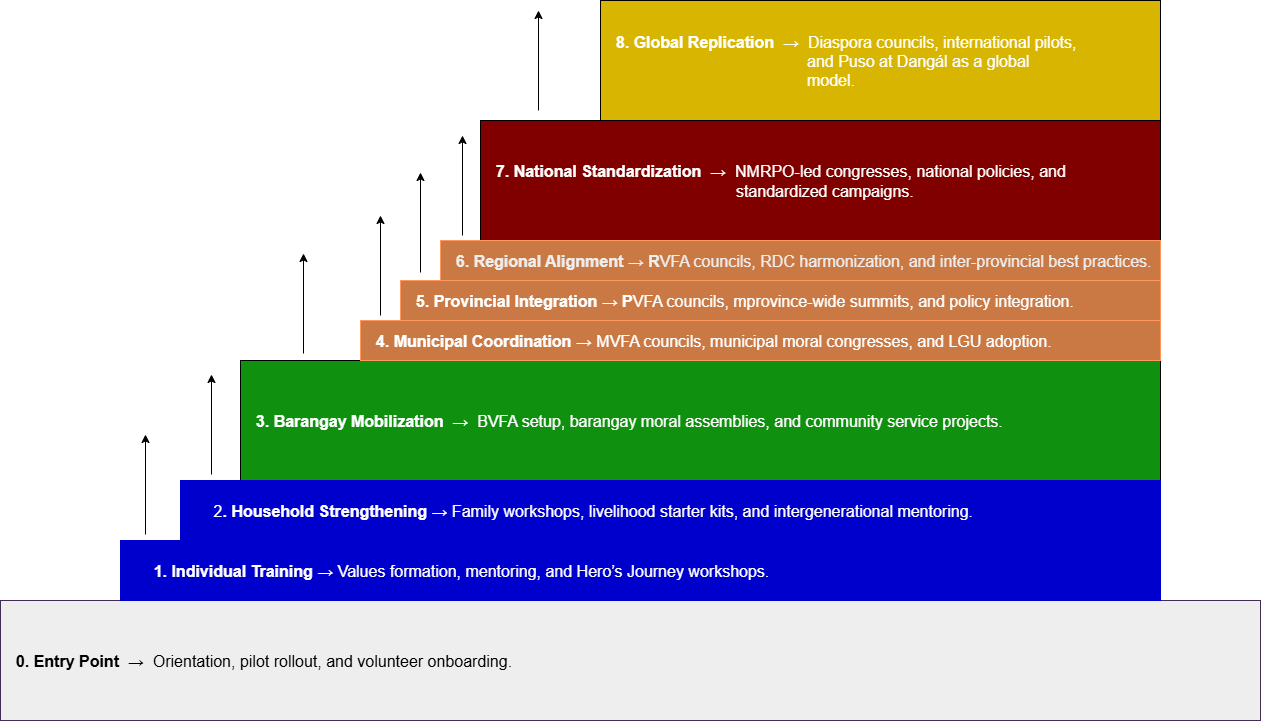 8. Global Replication → Diaspora councils, international pilots,
and Puso at Dangál as a global
model.
7. National Standardization → NMRPO-led congresses, national policies, and
standardized campaigns.
6. Regional Alignment → RVFA councils, RDC harmonization, and inter-provincial best practices.
5. Provincial Integration → PVFA councils, mprovince-wide summits, and policy integration.
4. Municipal Coordination → MVFA councils, municipal moral congresses, and LGU adoption.
3. Barangay Mobilization → BVFA setup, barangay moral assemblies, and community service projects.
2. Household Strengthening → Family workshops, livelihood starter kits, and intergenerational mentoring.
1. Individual Training → Values formation, mentoring, and Hero’s Journey workshops.
0. Entry Point → Orientation, pilot rollout, and volunteer onboarding.